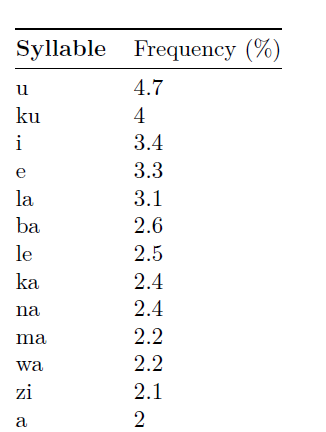 Syllable Frequency (%)
u 4.7
ku 4
i 3.4
e 3.3
la 3.1
ba 2.6
le 2.5
ka 2.4
na 2.4
ma 2.2
wa 2.2
zi 2.1
a 2